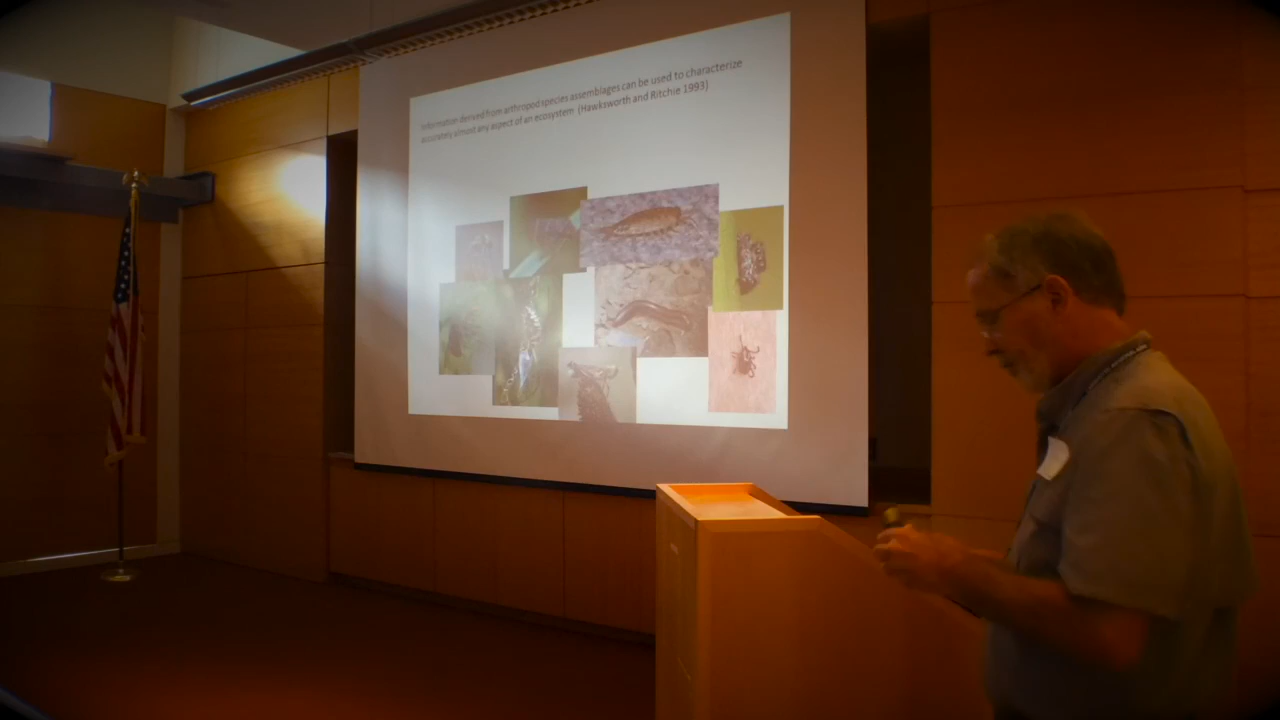 Information derived from arthropod species assemblages can be used to characterize
accurately almost any aspect of an ecosystem (Hawksworth and Ritchie 1993)